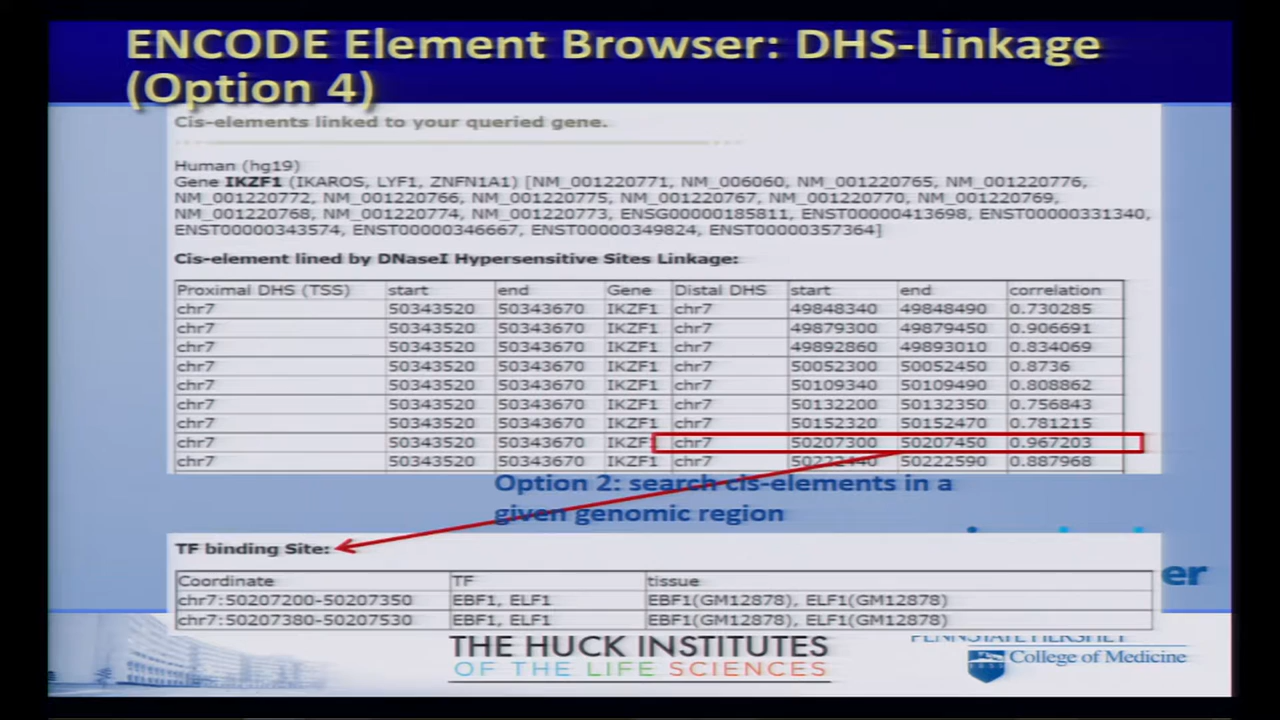 ENCODE Element Browser: DHS-Linkage
(Option 4)
Cis-elements linked to your queried gene.
Human (hg19)
Gene IKZF1 (IKAROS, LYF1, ZNFN1A1) [NM_001220771, NM_006060, NM_001220765, NM_001220776,
NM_001220772, NM_001220766, NM_001220775, NM_001220767, NM_001220770, NM_001220769,
NM_001220768, NM_001220774, NM_001220773, ENSG00000185811, ENST00000413698, ENST00000331340,
ENST00000343574, ENST00000346667, ENST00000349824, ENST00000357364]
Cis-element lined by DNaseI Hypersensitive Sites Linkage:
Proximal DHS (TSS) start end Gene Distal DHS start end correlation
chr7 50343520 50343670 IKZF1 chr7 49848340 49848490 0.730285
chr7 50343520 50343670 IKZF1 chr7 49879300 49879450 0.906691
chr7 50343520 50343670 IKZF1 chr7 49892860 49893010 0.834069
chr7 50343520 50343670 IKZF1 chr7 50052300 50052450 0.8736
chr7 50343520 50343670 IKZF1 chr7 50109340 50109490 0.808862
chr7 50343520 50343670 IKZF1 chr7 50132200 50132350 0.756843
chr7 50343520 50343670 IKZF1 chr7 50152320 50152470 0.781215
chr7 50343520 50343670 IKZF1 chr7 50207300 50207450 0.967203
chr7 50343520 50343670 IKZF1 chr7 50222440 50222590 0.887968
Option 2: search cis-elements in a
given genomic region
TF binding Site:
er
Coordinate TF tissue
chr7:50207200-50207350 EBF1, ELF1 EBF1(GM12878), ELF1(GM12878)
chr7:50207380-50207530 EBF1, ELF1 EBF1(GM12878), ELF1(GM12878)
THE HUCK INSTITUTES
OF THE LIFE SCIENCES
PENNSTATE HERSHEY
College of Medicine